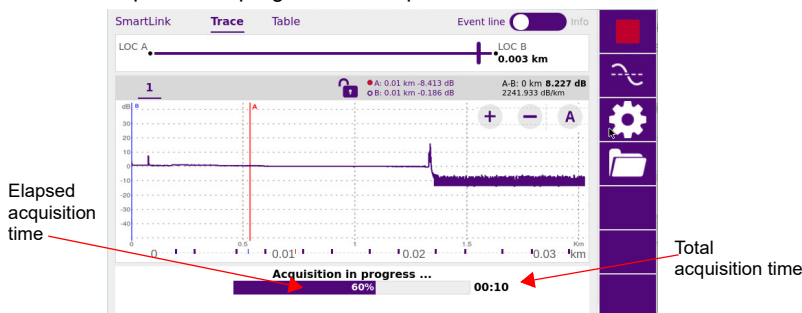 SmartLink Trace Table Event line Info
LOC A LOC B
0.003 km
1 A: 0.01 km -8.413 dB A-B: 0 km 8.227 dB
B: 0.01 km -0.186 dB 2241.933 dB/km
dB B A + − A
30
20
10
0
-10
-20
-30
-40
0 0.5 1 1.5 Km
0 0.01 0.02 0.03 km
Elapsed
acquisition
time
Total
acquisition time
Acquisition in progress ...
60% 00:10